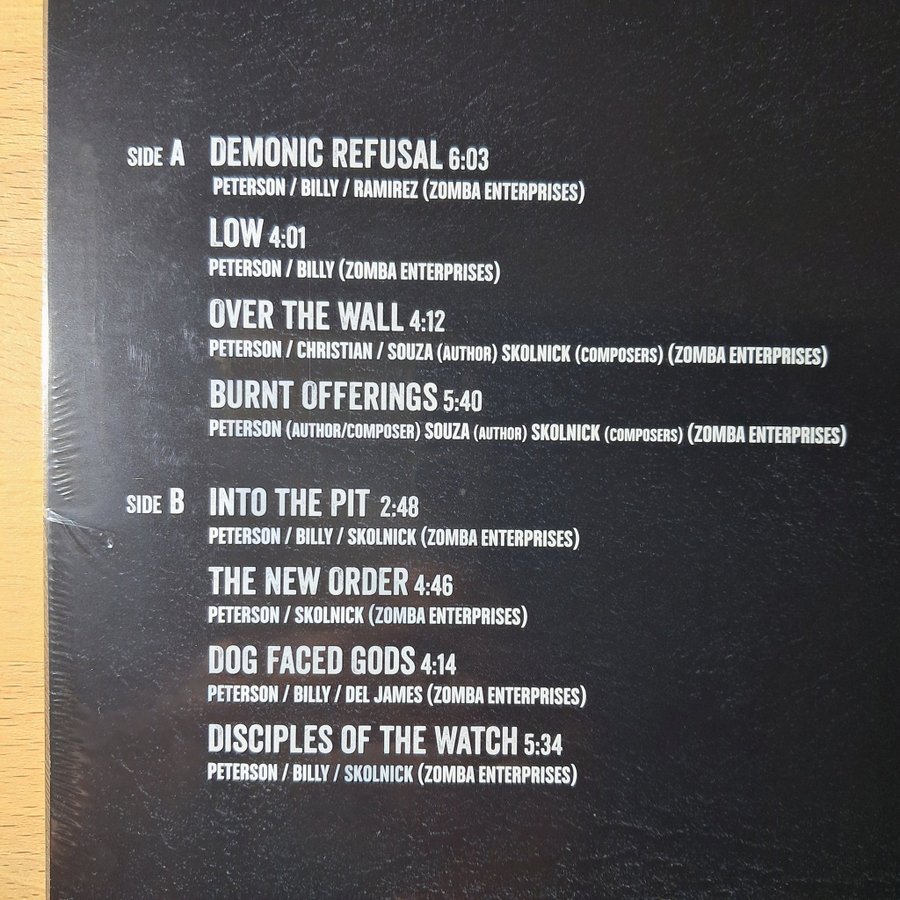 SIDE A DEMONIC REFUSAL 6:03
PETERSON / BILLY / RAMIREZ (ZOMBA ENTERPRISES)
LOW 4:01
PETERSON / BILLY (ZOMBA ENTERPRISES)
OVER THE WALL 4:12
PETERSON / CHRISTIAN / SOUZA (AUTHOR) SKOLNICK (COMPOSERS) (ZOMBA ENTERPRISES)
BURNT OFFERINGS 5:40
PETERSON (AUTHOR/COMPOSER) SOUZA (AUTHOR) SKOLNICK (COMPOSERS) (ZOMBA ENTERPRISES)
SIDE B INTO THE PIT 2:48
PETERSON / BILLY / SKOLNICK (ZOMBA ENTERPRISES)
THE NEW ORDER 4:46
PETERSON / SKOLNICK (ZOMBA ENTERPRISES)
DOG FACED GODS 4:14
PETERSON / BILLY / DEL JAMES (ZOMBA ENTERPRISES)
DISCIPLES OF THE WATCH 5:34
PETERSON / BILLY / SKOLNICK (ZOMBA ENTERPRISES)